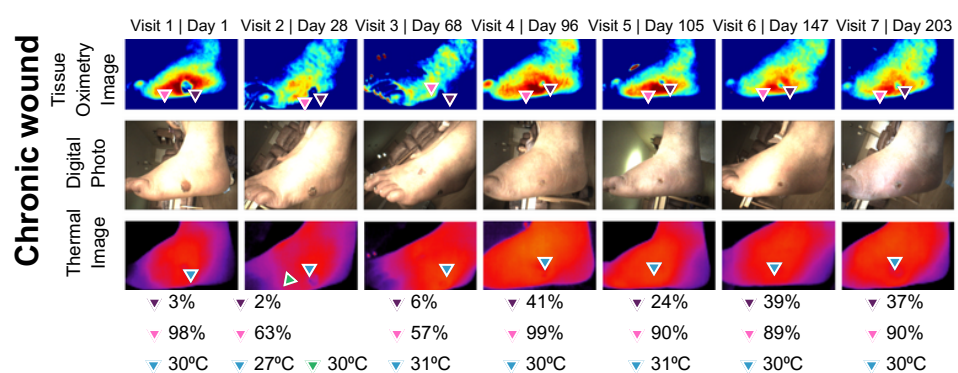 Chronic wound
Visit 1 | Day 1
Visit 2 | Day 28
Visit 3 | Day 68
Visit 4 | Day 96
Visit 5 | Day 105
Visit 6 | Day 147
Visit 7 | Day 203
Tissue
Oximetry
Image
Digital
Photo
Thermal
Image
3% 2% 6% 41% 24% 39% 37%
98% 63% 57% 99% 90% 89% 90%
30ºC 27ºC 30ºC 31ºC 30ºC 31ºC 30ºC 30ºC